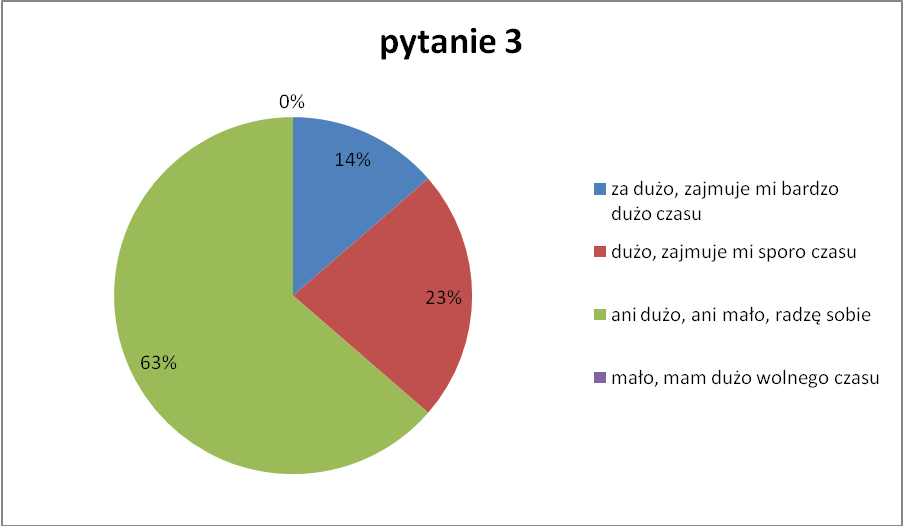 pytanie 3
0%
14%
23%
63%
za dużo, zajmuje mi bardzo
dużo czasu
dużo, zajmuje mi sporo czasu
ani dużo, ani mało, radzę sobie
mało, mam dużo wolnego czasu